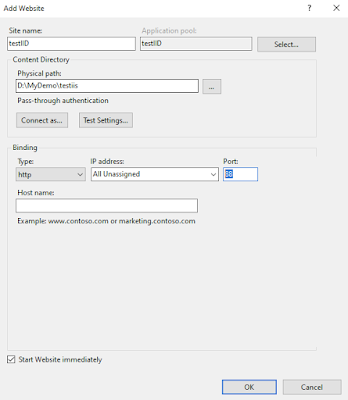 Add Website
? X
Site name: Application pool:
testIID testIID Select...
Content Directory
Physical path:
D:\MyDemo\testiis ...
Pass-through authentication
Connect as... Test Settings...
Binding
Type: IP address: Port:
http All Unassigned 88
Host name:
Example: www.contoso.com or marketing.contoso.com
Start Website immediately
OK Cancel